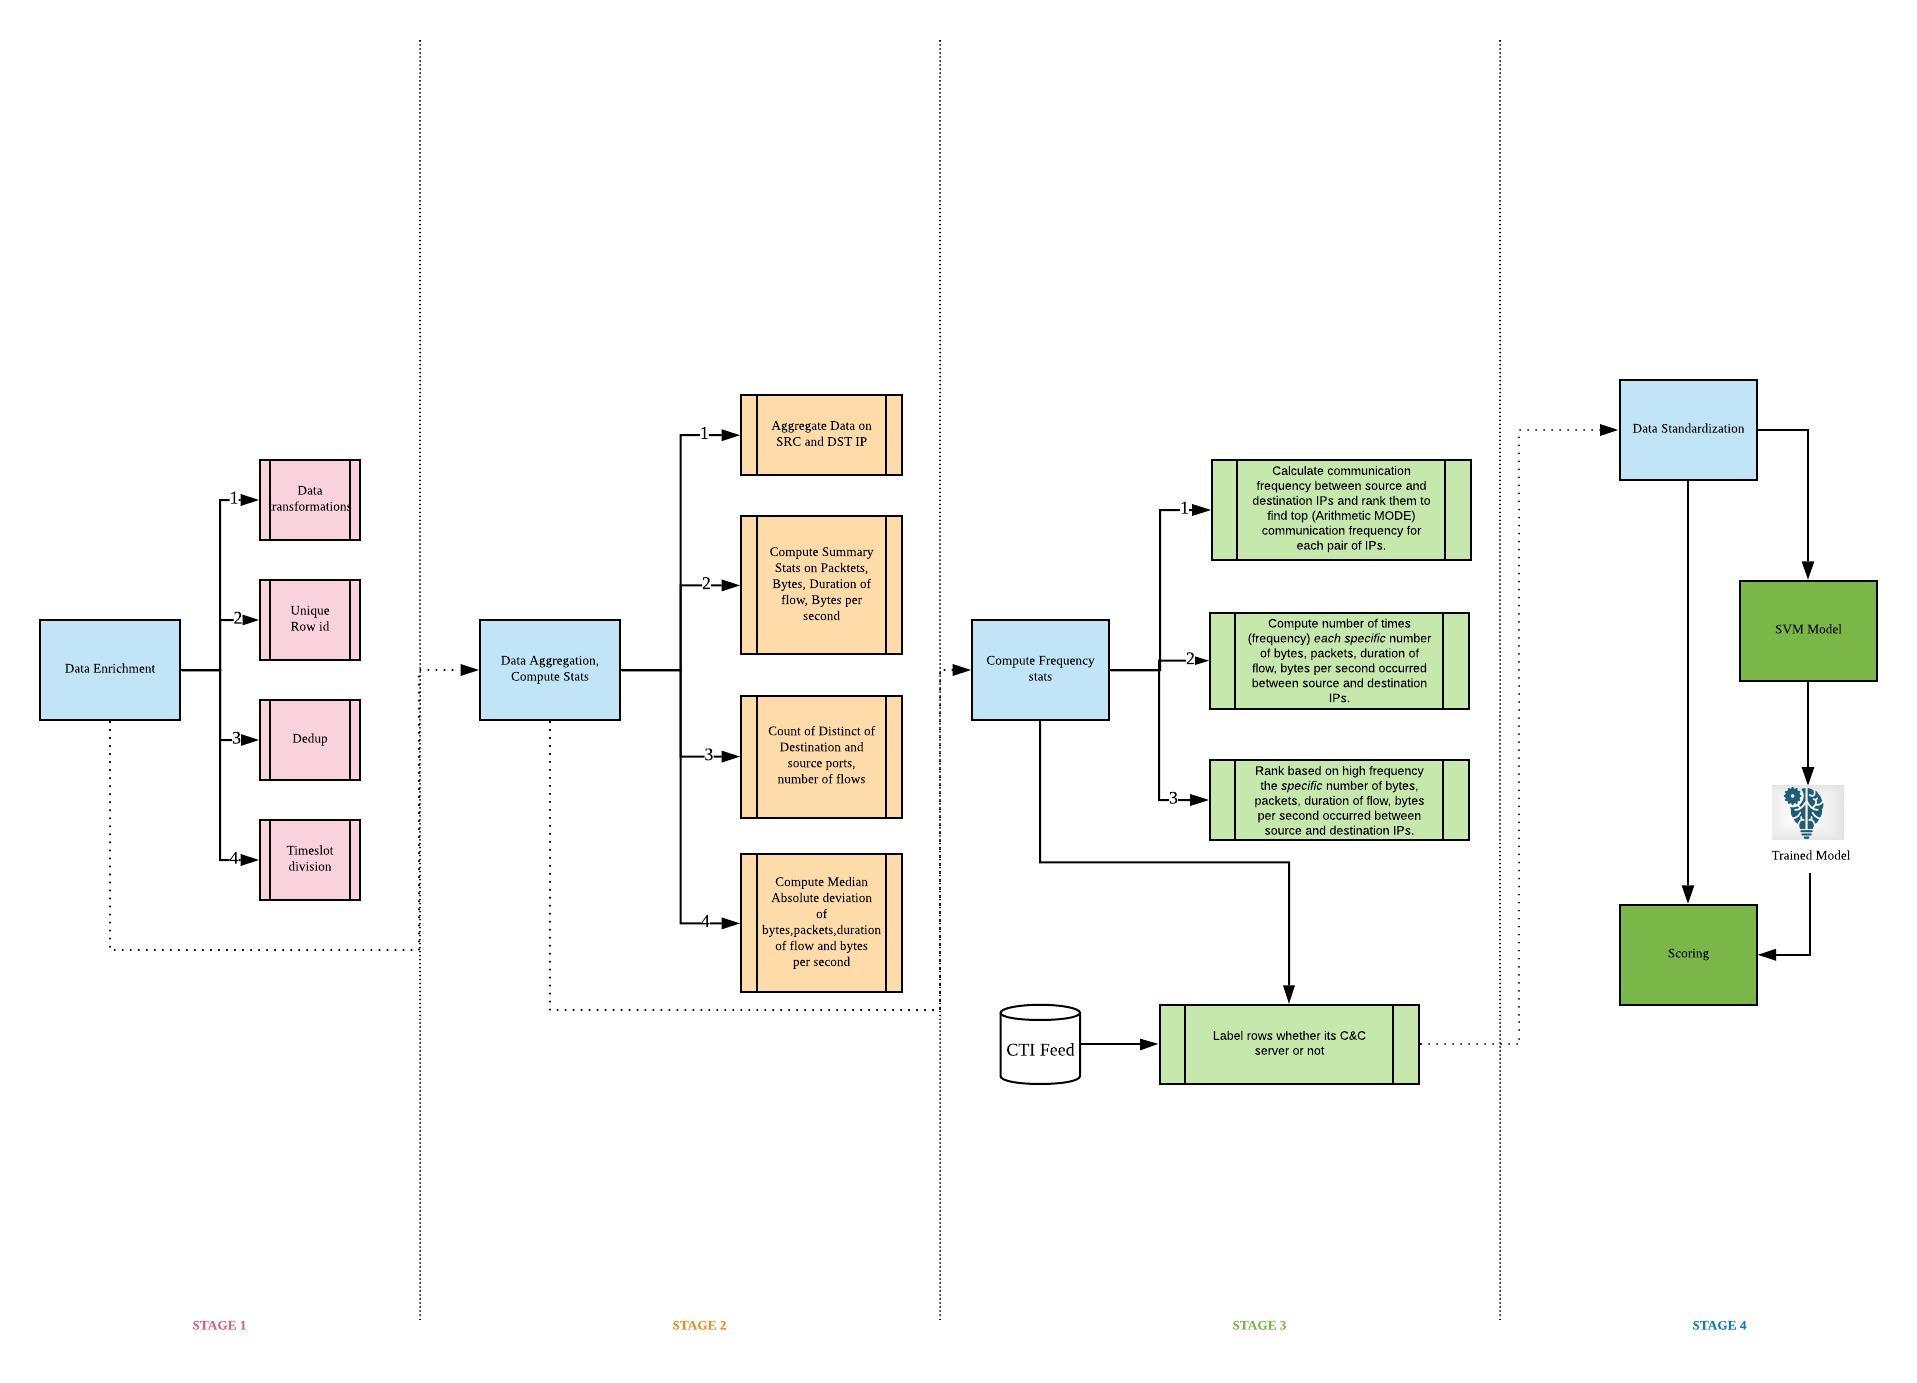 Data Enrichment
1
Data
ransformations
2
Unique
Row id
3
Dedup
4
Timeslot
division
STAGE 1
Data Aggregation,
Compute Stats
1
Aggregate Data on
SRC and DST IP
2
Compute Summary
Stats on Packtets,
Bytes, Duration of
flow, Bytes per
second
3
Count of Distinct of
Destination and
source ports,
number of flows
4
Compute Median
Absolute deviation
of
bytes,packets,duration
of flow and bytes
per second
STAGE 2
Compute Frequency
stats
1
Calculate communication
frequency between source and
destination IPs and rank them to
find top (Arithmetic MODE)
communication frequency for
each pair of IPs.
2
Compute number of times
(frequency) each specific number
of bytes, packets, duration of
flow, bytes per second occurred
between source and destination
IPs.
3
Rank based on high frequency
the specific number of bytes,
packets, duration of flow, bytes
per second occurred between
source and destination IPs.
CTI Feed
Label rows whether its C&C
server or not
STAGE 3
Data Standardization
SVM Model
Trained Model
Scoring
STAGE 4